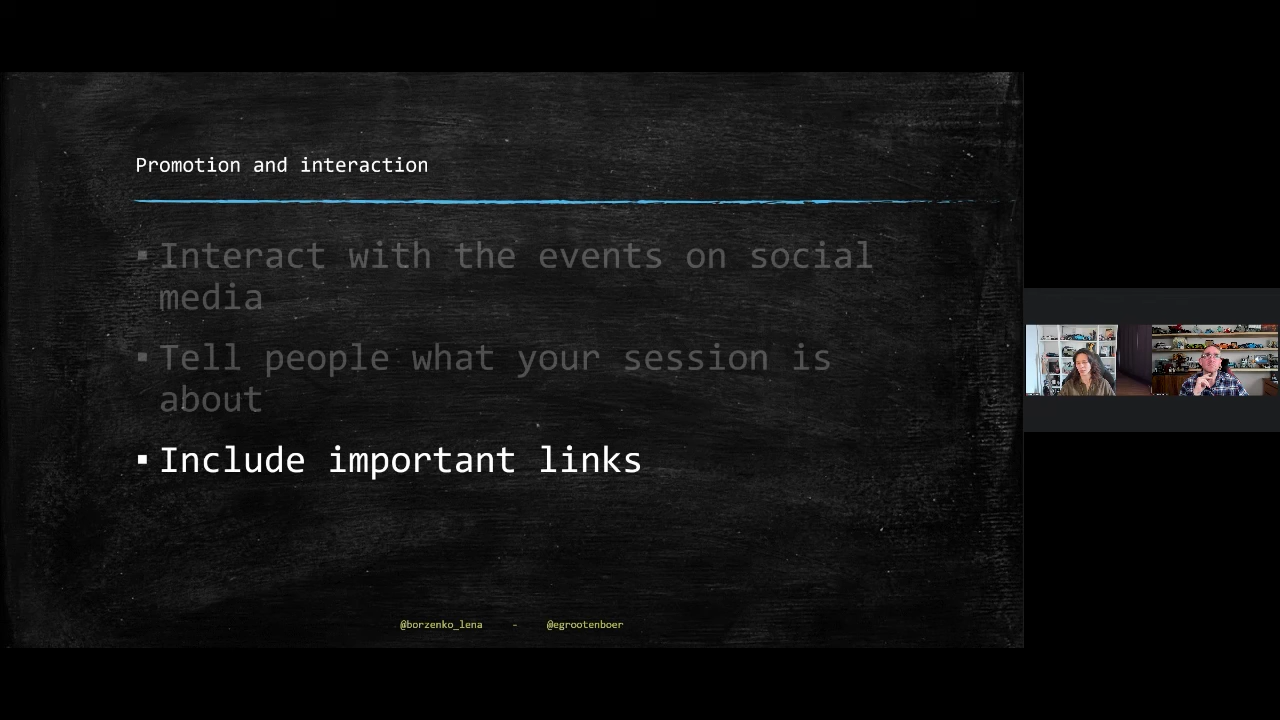 Promotion and interaction
▪ Interact with the events on social
media
▪ Tell people what your session is
about
▪ Include important links
@borzenko_lena - @egrootenboer